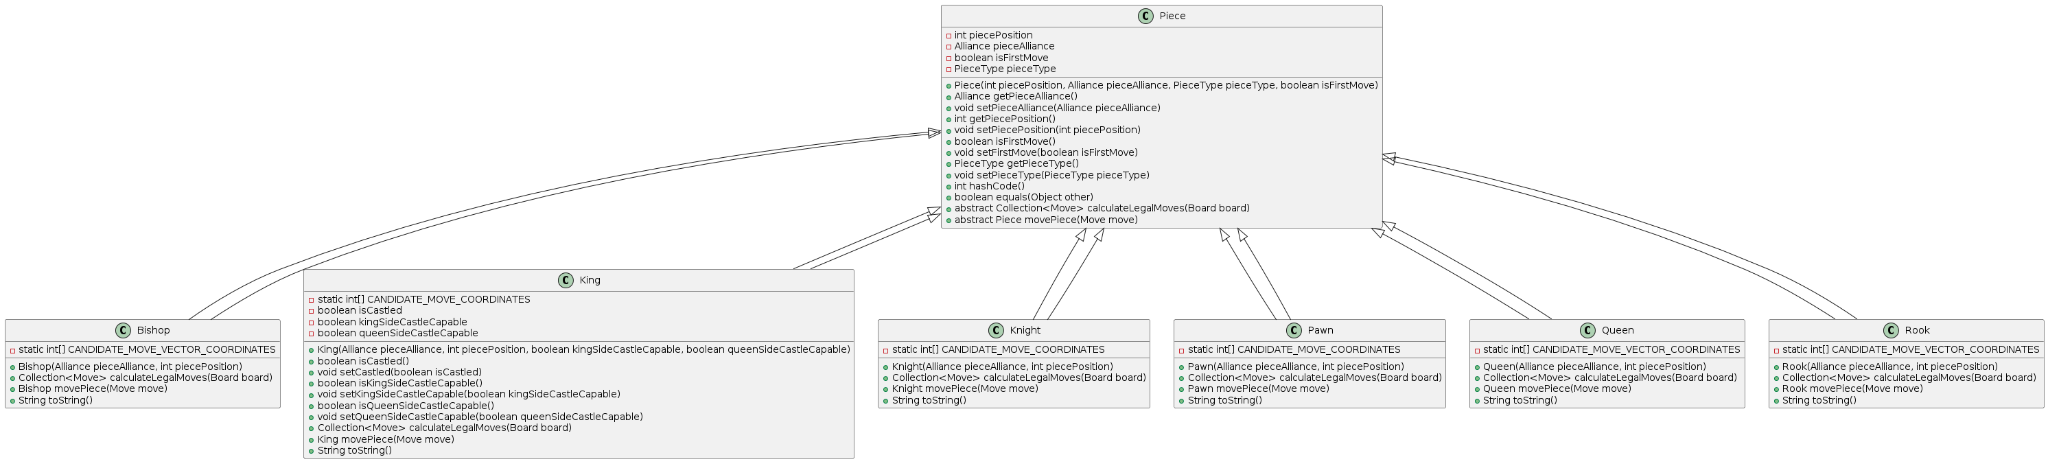 C Piece
int piecePosition
Alliance pieceAlliance
boolean isFirstMove
PieceType pieceType
Piece(int piecePosition, Alliance pieceAlliance, PieceType pieceType, boolean isFirstMove)
Alliance getPieceAlliance()
void setPieceAlliance(Alliance pieceAlliance)
int getPiecePosition()
void setPiecePosition(int piecePosition)
boolean isFirstMove()
void setFirstMove(boolean isFirstMove)
PieceType getPieceType()
void setPieceType(PieceType pieceType)
int hashCode()
boolean equals(Object other)
abstract Collection<Move> calculateLegalMoves(Board board)
abstract Piece movePiece(Move move)
C Bishop
static int[] CANDIDATE_MOVE_VECTOR_COORDINATES
Bishop(Alliance pieceAlliance, int piecePosition)
Collection<Move> calculateLegalMoves(Board board)
Bishop movePiece(Move move)
String toString()
C King
static int[] CANDIDATE_MOVE_COORDINATES
boolean isCastled
boolean kingSideCastleCapable
boolean queenSideCastleCapable
King(Alliance pieceAlliance, int piecePosition, boolean kingSideCastleCapable, boolean queenSideCastleCapable)
boolean isCastled()
void setCastled(boolean isCastled)
boolean isKingSideCastleCapable()
void setKingSideCastleCapable(boolean kingSideCastleCapable)
boolean isQueenSideCastleCapable()
void setQueenSideCastleCapable(boolean queenSideCastleCapable)
Collection<Move> calculateLegalMoves(Board board)
King movePiece(Move move)
String toString()
C Knight
static int[] CANDIDATE_MOVE_COORDINATES
Knight(Alliance pieceAlliance, int piecePosition)
Collection<Move> calculateLegalMoves(Board board)
Knight movePiece(Move move)
String toString()
C Pawn
static int[] CANDIDATE_MOVE_COORDINATES
Pawn(Alliance pieceAlliance, int piecePosition)
Collection<Move> calculateLegalMoves(Board board)
Pawn movePiece(Move move)
String toString()
C Queen
static int[] CANDIDATE_MOVE_VECTOR_COORDINATES
Queen(Alliance pieceAlliance, int piecePosition)
Collection<Move> calculateLegalMoves(Board board)
Queen movePiece(Move move)
String toString()
C Rook
static int[] CANDIDATE_MOVE_VECTOR_COORDINATES
Rook(Alliance pieceAlliance, int piecePosition)
Collection<Move> calculateLegalMoves(Board board)
Rook movePiece(Move move)
String toString()